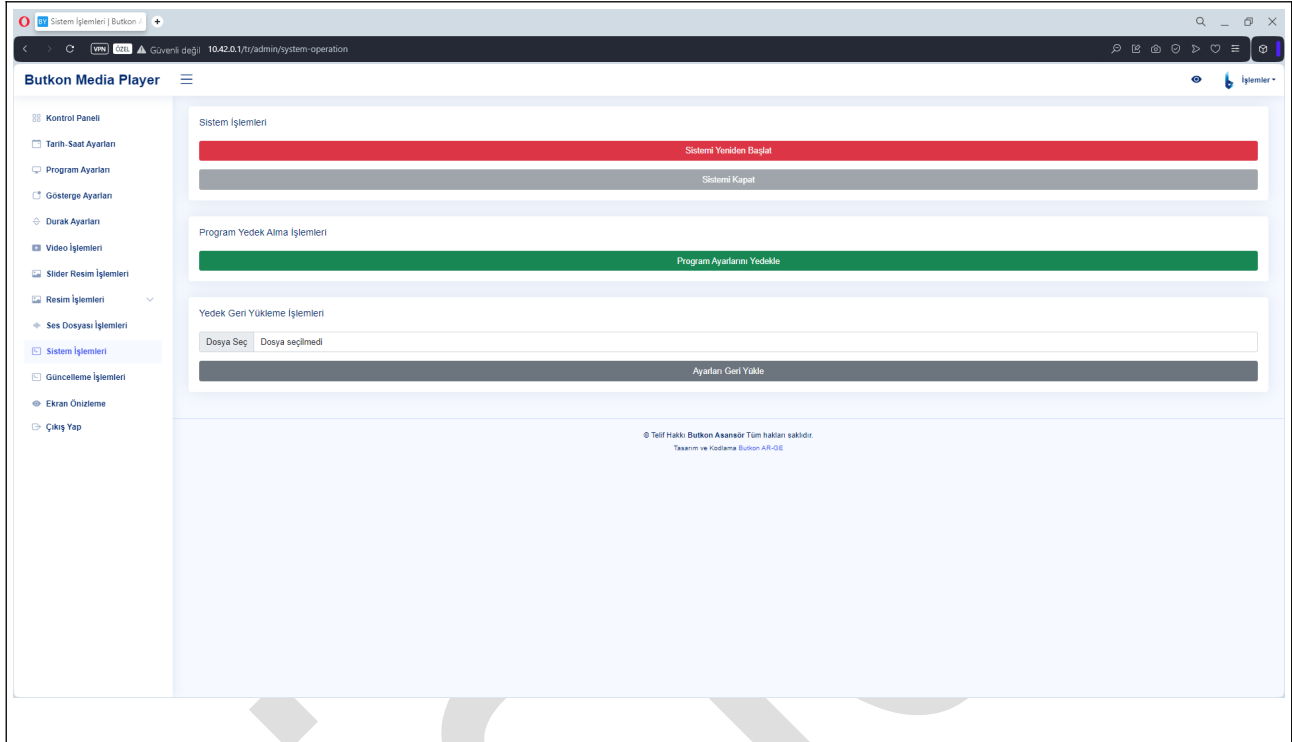 Sistem İşlemleri | Butkon A
VPN ÖZEL Güvenli değil 10.42.0.1/tr/admin/system-operation
Butkon Media Player
İşlemler
Kontrol Paneli
Tarih-Saat Ayarları
Program Ayarları
Gösterge Ayarları
Durak Ayarları
Video İşlemleri
Slider Resim İşlemleri
Resim İşlemleri
Ses Dosyası İşlemleri
Sistem İşlemleri
Güncelleme İşlemleri
Ekran Önizleme
Çıkış Yap
Sistem İşlemleri
Sistemi Yeniden Başlat
Sistemi Kapat
Program Yedek Alma İşlemleri
Program Ayarlarını Yedekle
Yedek Geri Yükleme İşlemleri
Dosya Seç Dosya seçilmedi
Ayarları Geri Yükle
© Telif Hakkı Butkon Asansör Tüm hakları saklıdır.
Tasarım ve Kodlama Butkon AR-GE